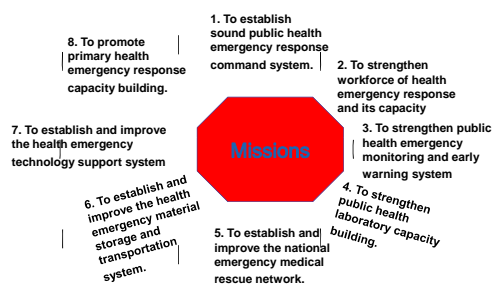 1. To establish
sound public health
emergency response
command system.
2. To strengthen
workforce of health
emergency response
and its capacity
3. To strengthen public
health emergency
monitoring and early
warning system
4. To strengthen
public health
laboratory capacity
building.
5. To establish and
improve the national
emergency medical
rescue network.
6. To establish and
improve the health
emergency material
storage and
transportation
system.
7. To establish and improve
the health emergency
technology support system
8. To promote
primary health
emergency response
capacity building.
Missions